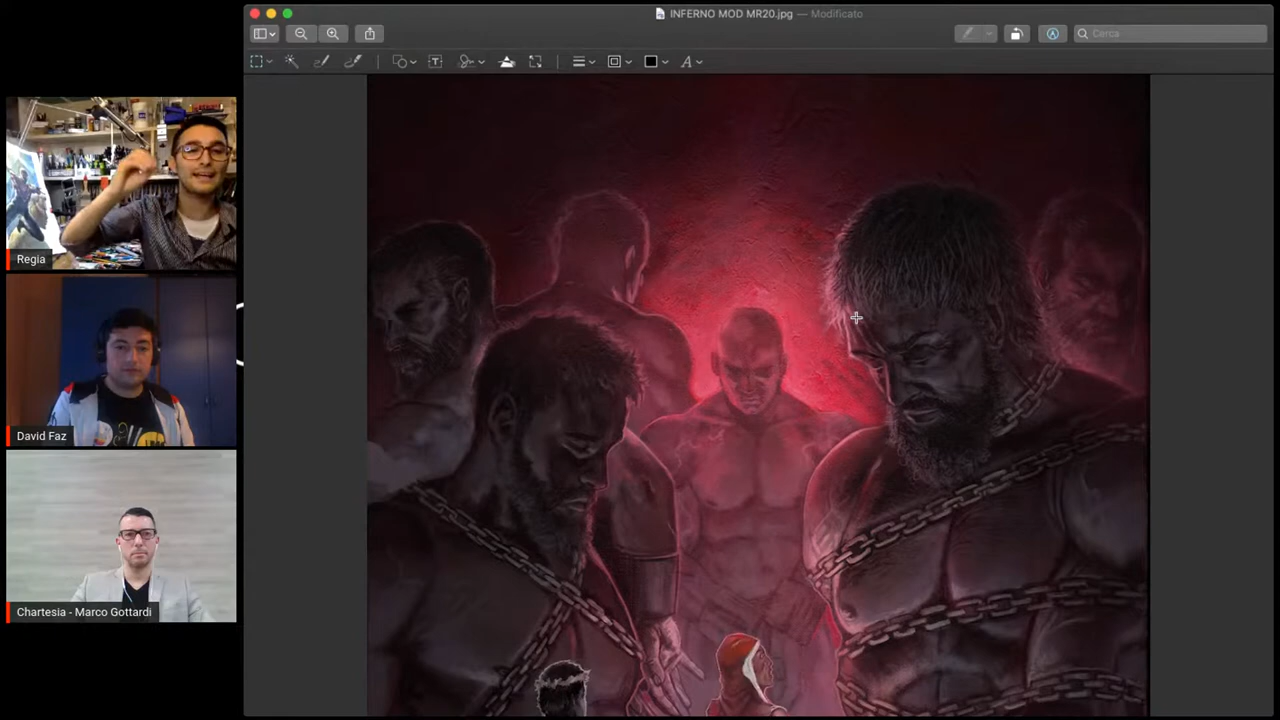 INFERNO MOD MR20.jpg — Modificato
Cerca
Regia
David Faz
Chartesia - Marco Gottardi